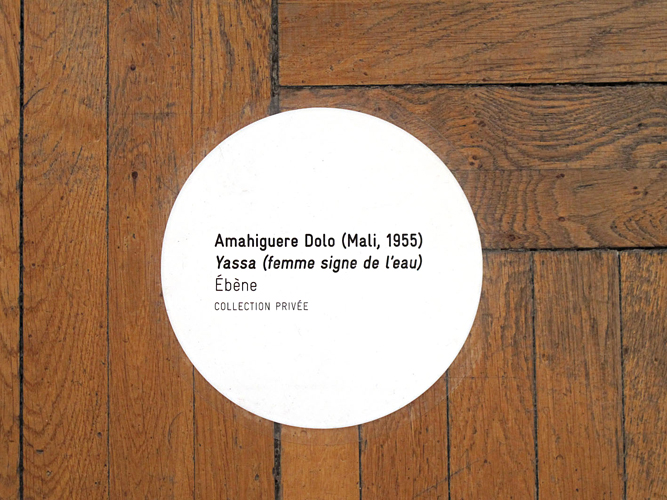 Amahiguere Dolo (Mali, 1955)
Yassa (femme signe de l'eau)
Ébène
COLLECTION PRIVÉE